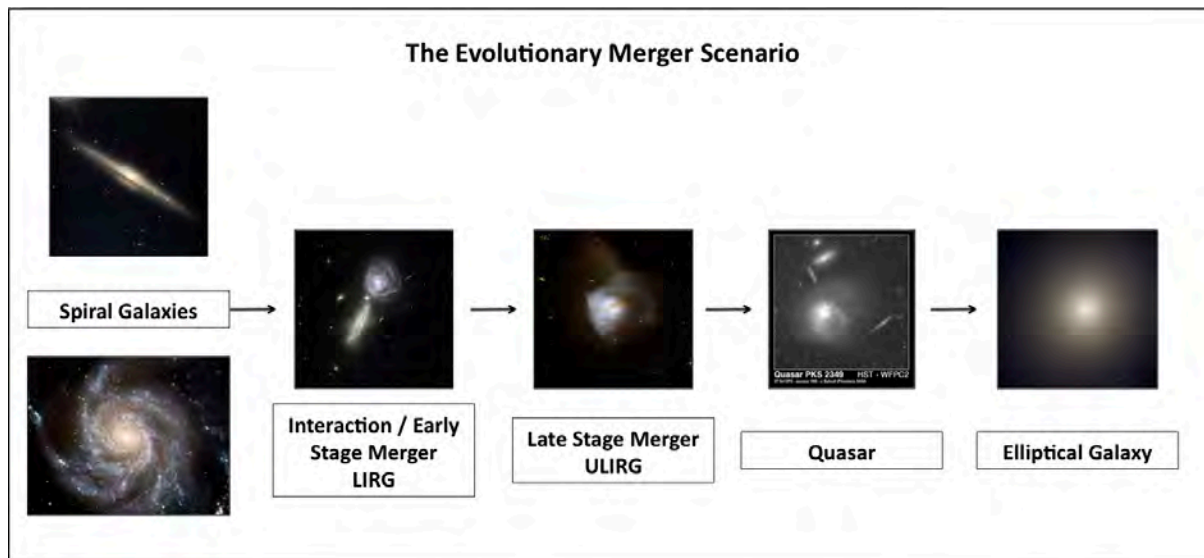 The Evolutionary Merger Scenario
Spiral Galaxies
Interaction / Early
Stage Merger
LIRG
Late Stage Merger
ULIRG
Quasar PKS 2349 HST · WFPC2
Quasar
Elliptical Galaxy